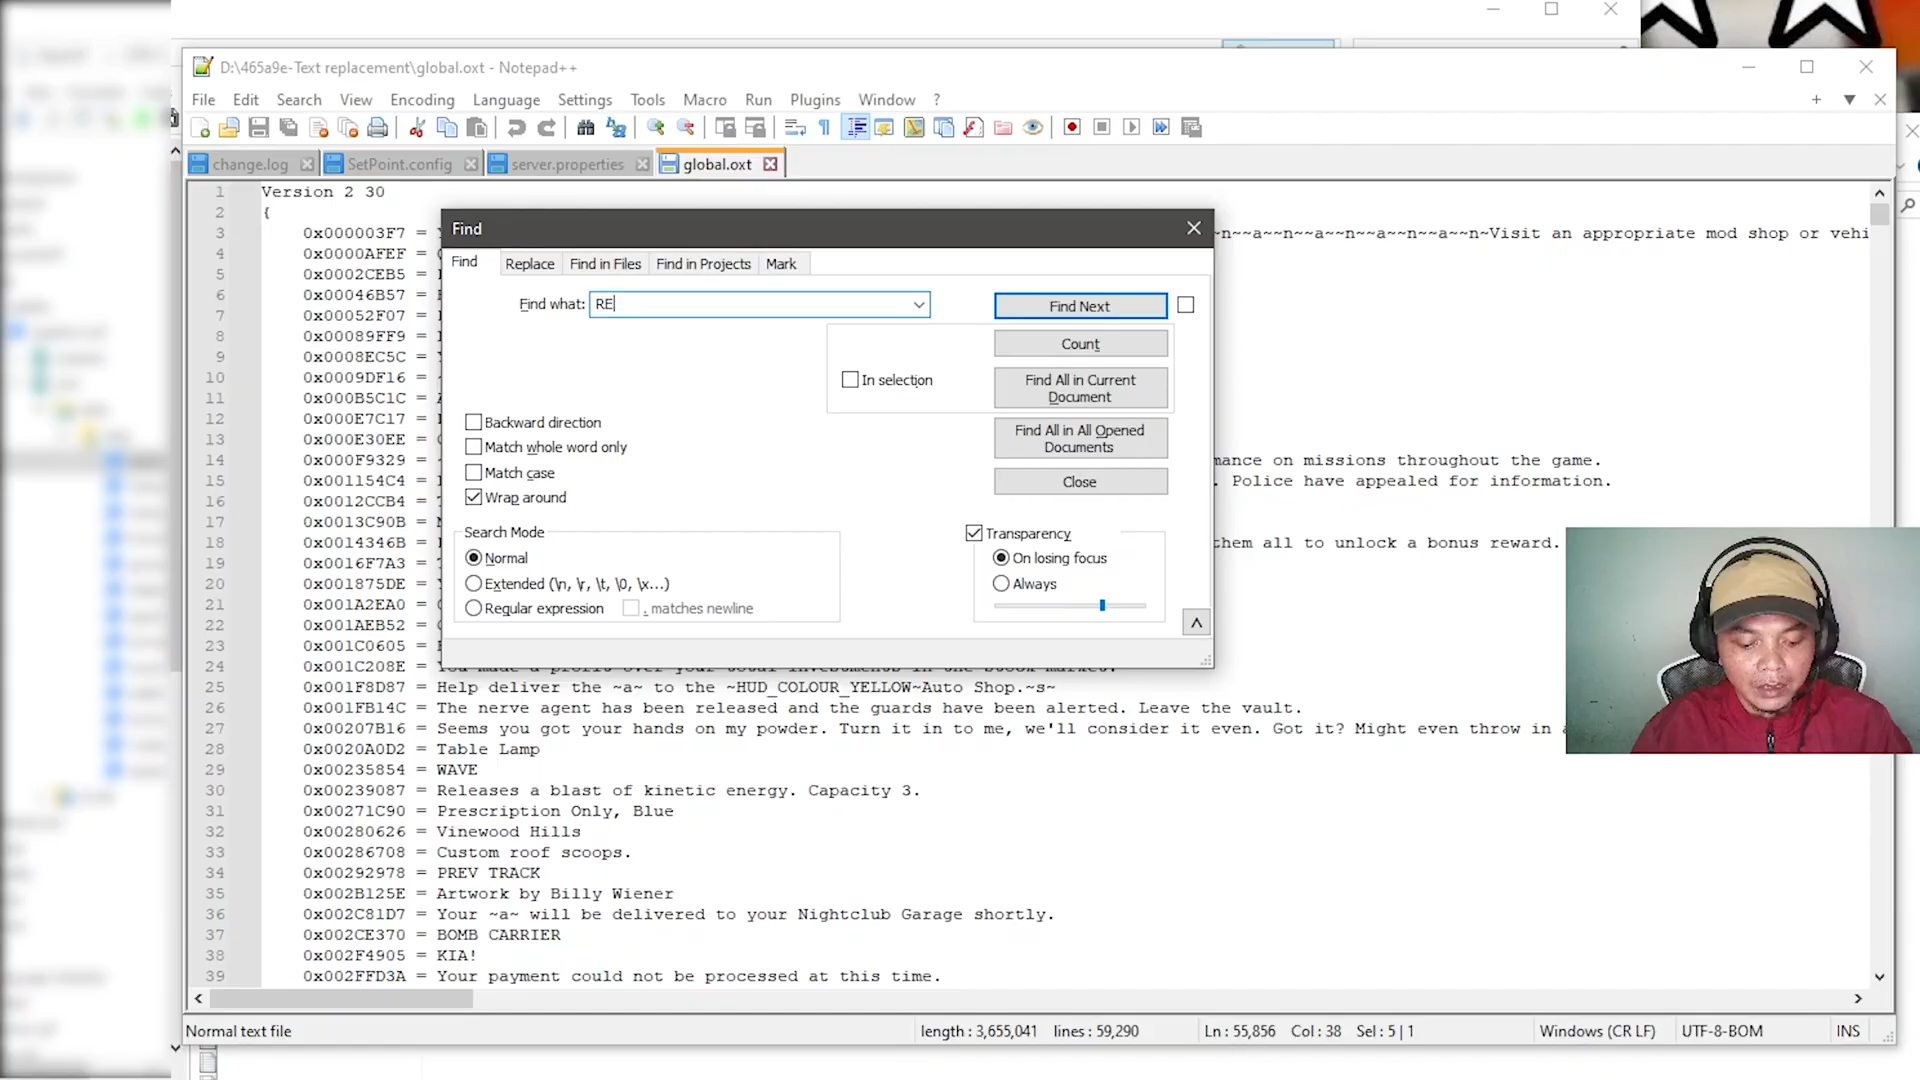 D:\465a9e-Text replacement\global.oxt - Notepad++
File Edit Search View Encoding Language Settings Tools Macro Run Plugins Window ?
change.log SetPoint.config server.properties global.oxt
1 Version 2 30
2 {
3 0x000003F7 = n~~a~~n~~a~~n~~a~~n~~a~~n~Visit an appropriate mod shop or vehi
4 0x0000AFEF =
5 0x0002CEB5 =
6 0x00046B57 =
7 0x00052F07 =
8 0x00089FF9 =
9 0x0008EC5C =
10 0x0009DF16 =
11 0x000B5C1C =
12 0x000E7C17 =
13 0x000E30EE =
14 0x000F9329 = mance on missions throughout the game.
15 0x001154C4 = . Police have appealed for information.
16 0x0012CCB4 =
17 0x0013C90B =
18 0x0014346B = them all to unlock a bonus reward.
19 0x0016F7A3 =
20 0x001875DE =
21 0x001A2EA0 =
22 0x001AEB52 =
23 0x001C0605 =
24 0x001C208E = You made a profit over your total investments in the stock market.
25 0x001F8D87 = Help deliver the ~a~ to the ~HUD_COLOUR_YELLOW~Auto Shop.~s~
26 0x001FB14C = The nerve agent has been released and the guards have been alerted. Leave the vault.
27 0x00207B16 = Seems you got your hands on my powder. Turn it in to me, we'll consider it even. Got it? Might even throw in
28 0x0020A0D2 = Table Lamp
29 0x00235854 = WAVE
30 0x00239087 = Releases a blast of kinetic energy. Capacity 3.
31 0x00271C90 = Prescription Only, Blue
32 0x00280626 = Vinewood Hills
33 0x00286708 = Custom roof scoops.
34 0x00292978 = PREV TRACK
35 0x002B125E = Artwork by Billy Wiener
36 0x002C81D7 = Your ~a~ will be delivered to your Nightclub Garage shortly.
37 0x002CE370 = BOMB CARRIER
38 0x002F4905 = KIA!
39 0x002FFD3A = Your payment could not be processed at this time.
Find
Find Replace Find in Files Find in Projects Mark
Find what: RE
Find Next
Count
In selection
Find All in Current Document
Find All in All Opened Documents
Close
Backward direction
Match whole word only
Match case
Wrap around
Search Mode
Normal
Extended (\n, \r, \t, \0, \x...)
Regular expression . matches newline
Transparency
On losing focus
Always
Normal text file length : 3,655,041 lines : 59,290 Ln : 55,856 Col : 38 Sel : 5 | 1 Windows (CR LF) UTF-8-BOM INS